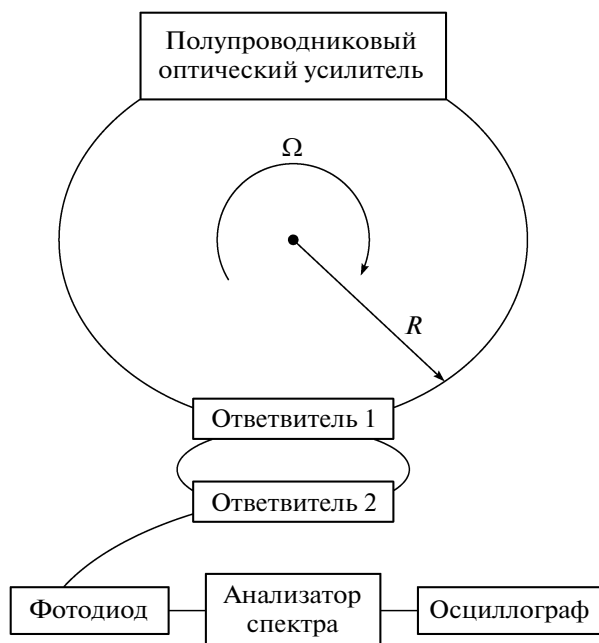 Полупроводниковый
оптический усилитель
Ω
R
Ответвитель 1
Ответвитель 2
Фотодиод
Анализатор
спектра
Осциллограф